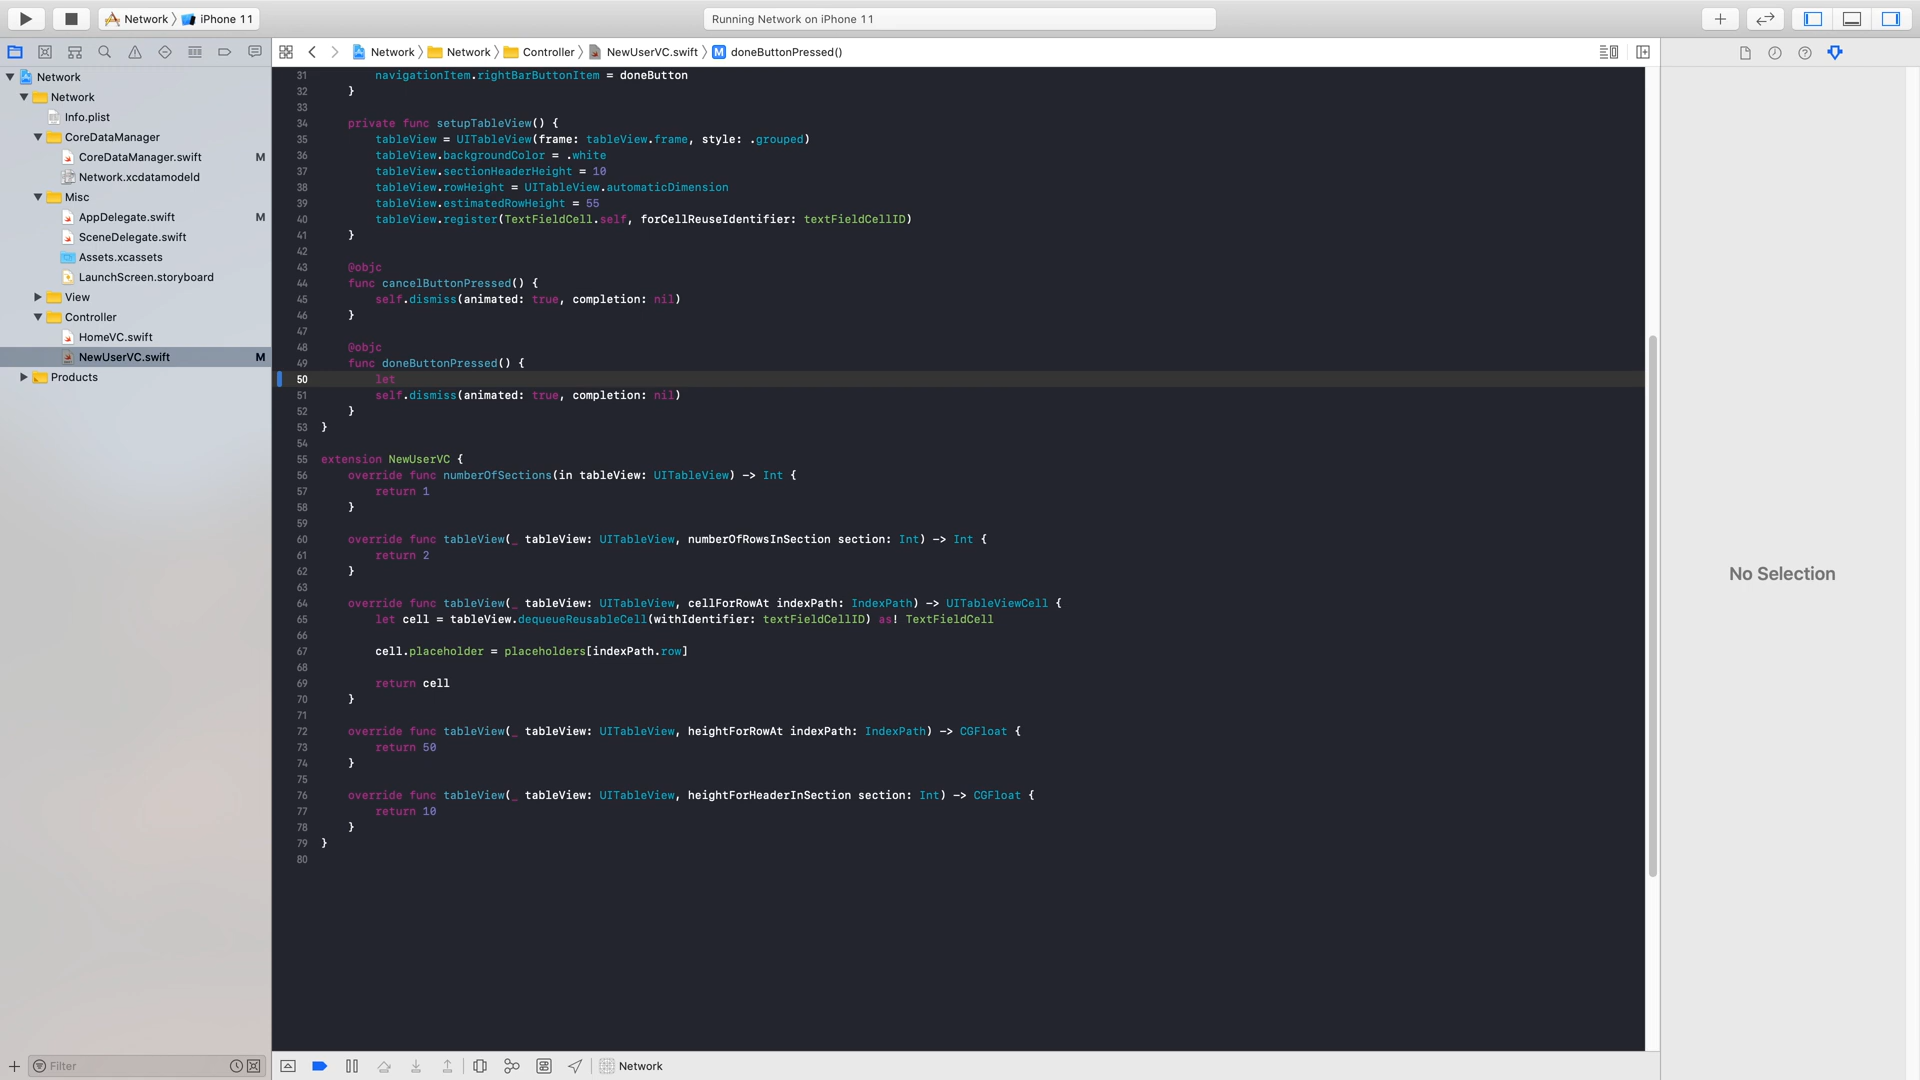 Network 〉 iPhone 11
Running Network on iPhone 11
Network 〉 Network 〉 Controller 〉 NewUserVC.swift 〉 M doneButtonPressed()
Network
Network
Info.plist
CoreDataManager
CoreDataManager.swift M
Network.xcdatamodeld
Misc
AppDelegate.swift M
SceneDelegate.swift
Assets.xcassets
LaunchScreen.storyboard
View
Controller
HomeVC.swift
NewUserVC.swift M
Products
Filter
31 navigationItem.rightBarButtonItem = doneButton
32 }
33
34 private func setupTableView() {
35 tableView = UITableView(frame: tableView.frame, style: .grouped)
36 tableView.backgroundColor = .white
37 tableView.sectionHeaderHeight = 10
38 tableView.rowHeight = UITableView.automaticDimension
39 tableView.estimatedRowHeight = 55
40 tableView.register(TextFieldCell.self, forCellReuseIdentifier: textFieldCellID)
41 }
42
43 @objc
44 func cancelButtonPressed() {
45 self.dismiss(animated: true, completion: nil)
46 }
47
48 @objc
49 func doneButtonPressed() {
50 let
51 self.dismiss(animated: true, completion: nil)
52 }
53 }
54
55 extension NewUserVC {
56 override func numberOfSections(in tableView: UITableView) -> Int {
57 return 1
58 }
59
60 override func tableView(_ tableView: UITableView, numberOfRowsInSection section: Int) -> Int {
61 return 2
62 }
63
64 override func tableView(_ tableView: UITableView, cellForRowAt indexPath: IndexPath) -> UITableViewCell {
65 let cell = tableView.dequeueReusableCell(withIdentifier: textFieldCellID) as! TextFieldCell
66
67 cell.placeholder = placeholders[indexPath.row]
68
69 return cell
70 }
71
72 override func tableView(_ tableView: UITableView, heightForRowAt indexPath: IndexPath) -> CGFloat {
73 return 50
74 }
75
76 override func tableView(_ tableView: UITableView, heightForHeaderInSection section: Int) -> CGFloat {
77 return 10
78 }
79 }
80
Network
No Selection